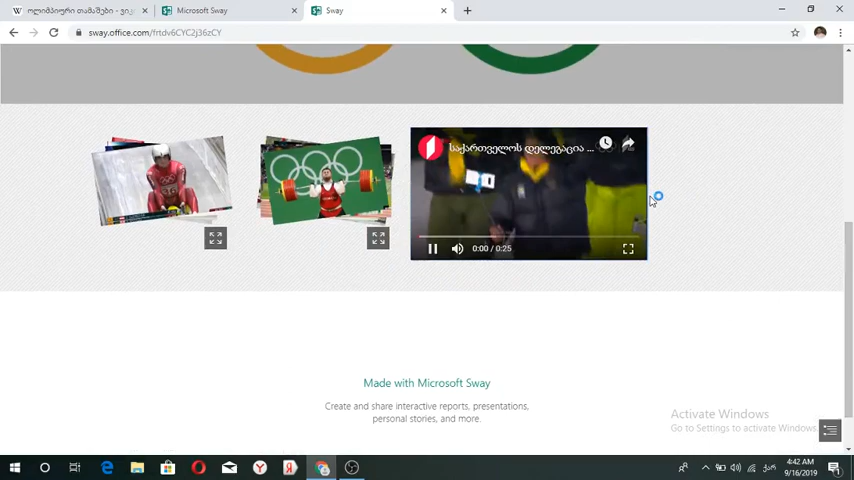 ოლიმპიური თამაშები - ვიკ
Microsoft Sway
Sway
sway.office.com/frtdv6CYC2j36zCY
საქართველოს დელეგაცია ...
0:00 / 0:25
Made with Microsoft Sway
Create and share interactive reports, presentations,
personal stories, and more.
Activate Windows
Go to Settings to activate Windows.
4:42 AM
ქარ
9/16/2019